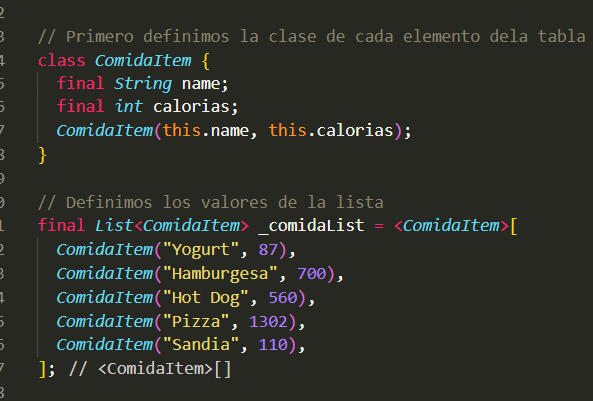 2
3 // Primero definimos la clase de cada elemento dela tabla
4 class ComidaItem {
5 final String name;
6 final int calorias;
7 ComidaItem(this.name, this.calorias);
8 }
9
0 // Definimos los valores de la lista
1 final List<ComidaItem> _comidaList = <ComidaItem>[
2 ComidaItem("Yogurt", 87),
3 ComidaItem("Hamburgesa", 700),
4 ComidaItem("Hot Dog", 560),
5 ComidaItem("Pizza", 1302),
6 ComidaItem("Sandia", 110),
7 ]; // <ComidaItem>[]
8